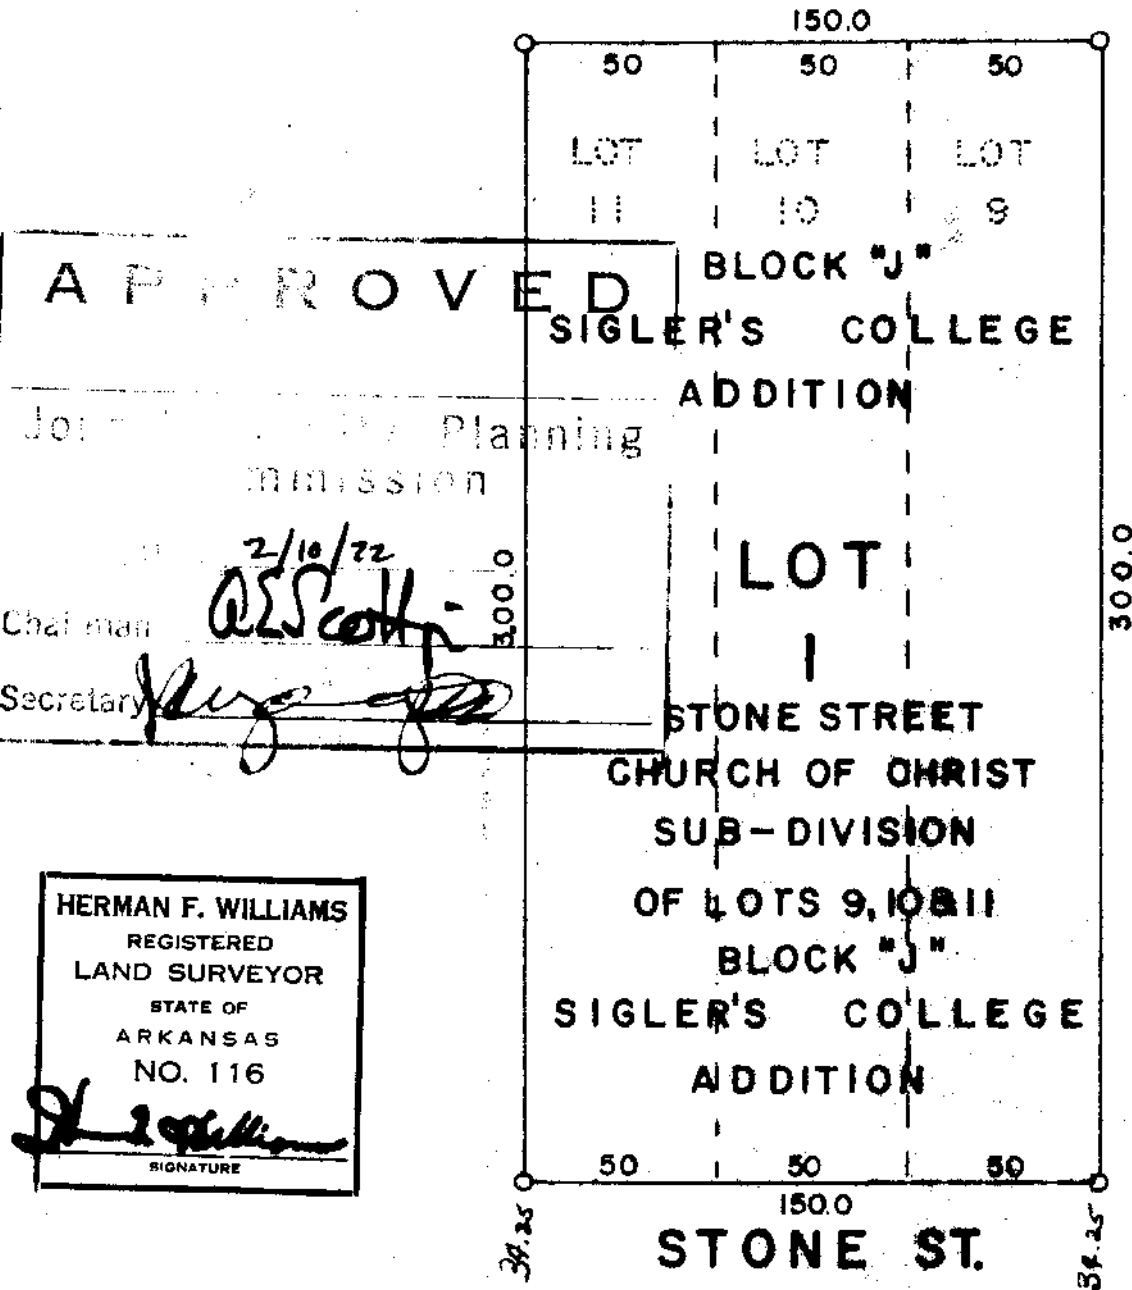 150.0
50 50 50
LOT LOT LOT
11 10 9
BLOCK "J"
SIGLER'S COLLEGE
ADDITION
APPROVED
Planning
LOT
1
300.0
300.0
2/10/72
Chairman
Secretary
STONE STREET
CHURCH OF CHRIST
SUB-DIVISION
OF LOTS 9, 10 & 11
BLOCK "J"
SIGLER'S COLLEGE
ADDITION
50 50 50
150.0
34.25
34.25
STONE ST.
HERMAN F. WILLIAMS
REGISTERED
LAND SURVEYOR
STATE OF
ARKANSAS
NO. 116
SIGNATURE